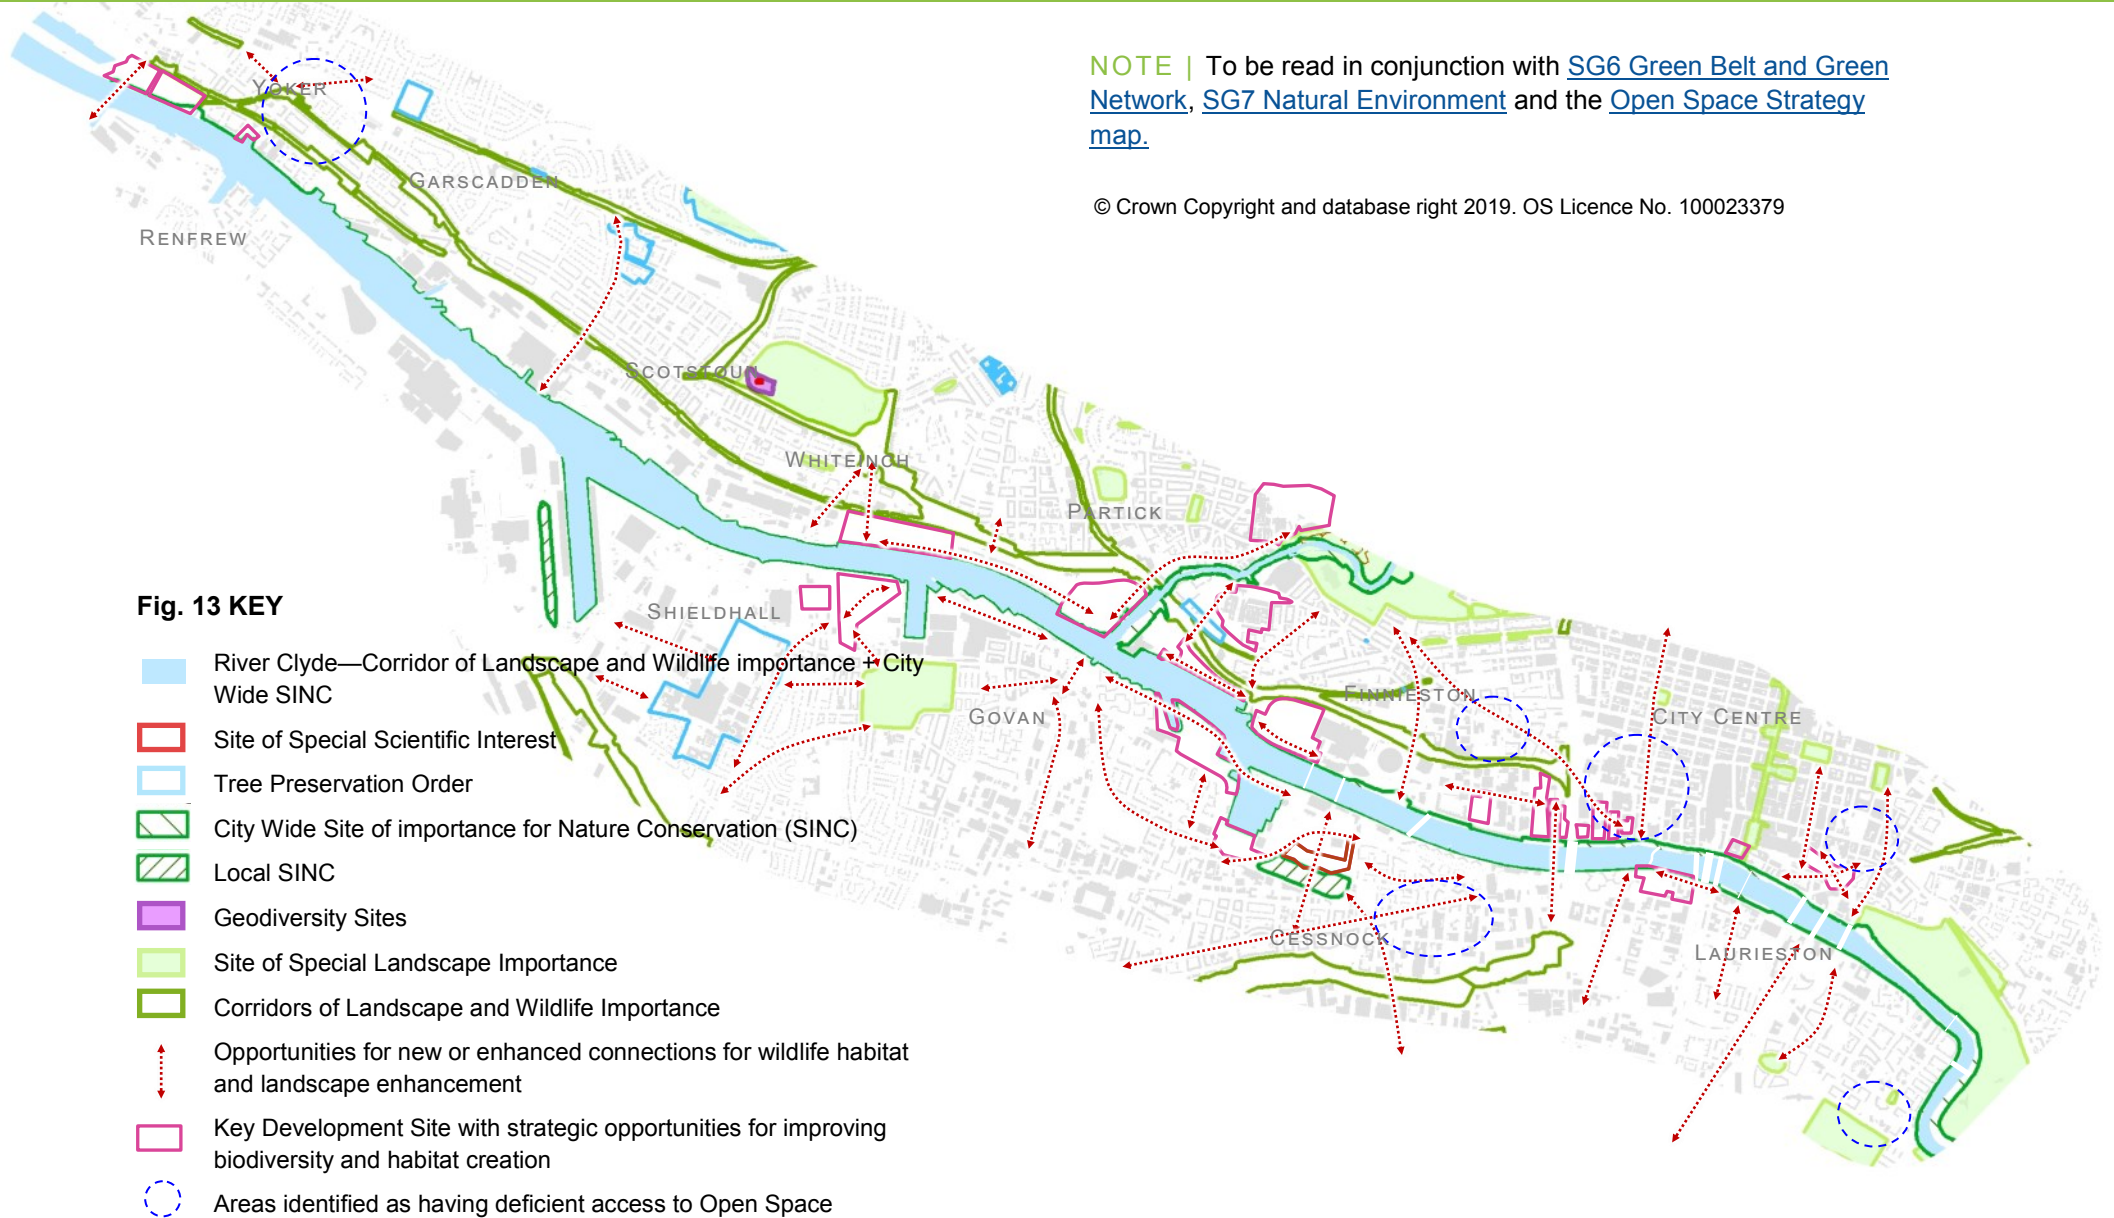 NOTE | To be read in conjunction with SG6 Green Belt and Green
Network, SG7 Natural Environment and the Open Space Strategy
map.
© Crown Copyright and database right 2019. OS Licence No. 100023379
YOKER
GARSCADDEN
RENFREW
SCOTSTOUN
WHITEINCH
PARTICK
SHIELDHALL
GOVAN
FINNIESTON
CITY CENTRE
CESSNOCK
LAURIESTON
Fig. 13 KEY
River Clyde—Corridor of Landscape and Wildlife importance + City
Wide SINC
Site of Special Scientific Interest
Tree Preservation Order
City Wide Site of importance for Nature Conservation (SINC)
Local SINC
Geodiversity Sites
Site of Special Landscape Importance
Corridors of Landscape and Wildlife Importance
Opportunities for new or enhanced connections for wildlife habitat
and landscape enhancement
Key Development Site with strategic opportunities for improving
biodiversity and habitat creation
Areas identified as having deficient access to Open Space